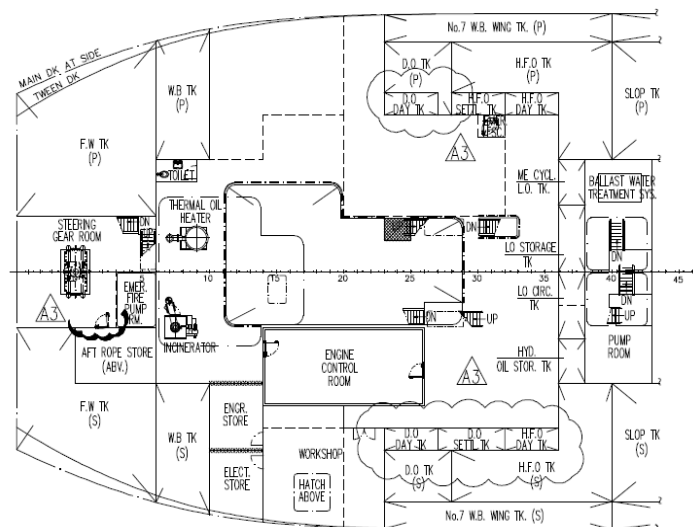 No.7 W.B. WING TK. (P)
MAIN DK AT SIDE
TWEEN DK
W.B TK
(P)
D.O TK
(P)
H.F.O TK
(P)
SLOP TK
(P)
D.O
DAY TK
H.F.O
SETTL TK
H.F.O
DAY TK
F.W TK
(P)
A3
TOILET
ME CYCL.
L.O. TK.
BALLAST WATER
TREATMENT SYS.
THERMAL OIL
HEATER
STEERING
GEAR ROOM
DN
DN
LO STORAGE
TK
DN
5
10
15
20
25
30
35
40
45
EMER.
FIRE
PUMP
RM.
LO CIRC.
TK
DN
A3
DN
UP
UP
INCINERATOR
PUMP
ROOM
AFT ROPE STORE
(ABV.)
ENGINE
CONTROL
ROOM
HYD.
OIL STOR. TK
A3
F.W TK
(S)
W.B TK
(S)
ENGR.
STORE
D.O
DAY TK
D.O
SETTL TK
H.F.O
DAY TK
SLOP TK
(S)
WORKSHOP
ELECT.
STORE
HATCH
ABOVE
D.O TK
(S)
H.F.O TK
(S)
No.7 W.B. WING TK. (S)